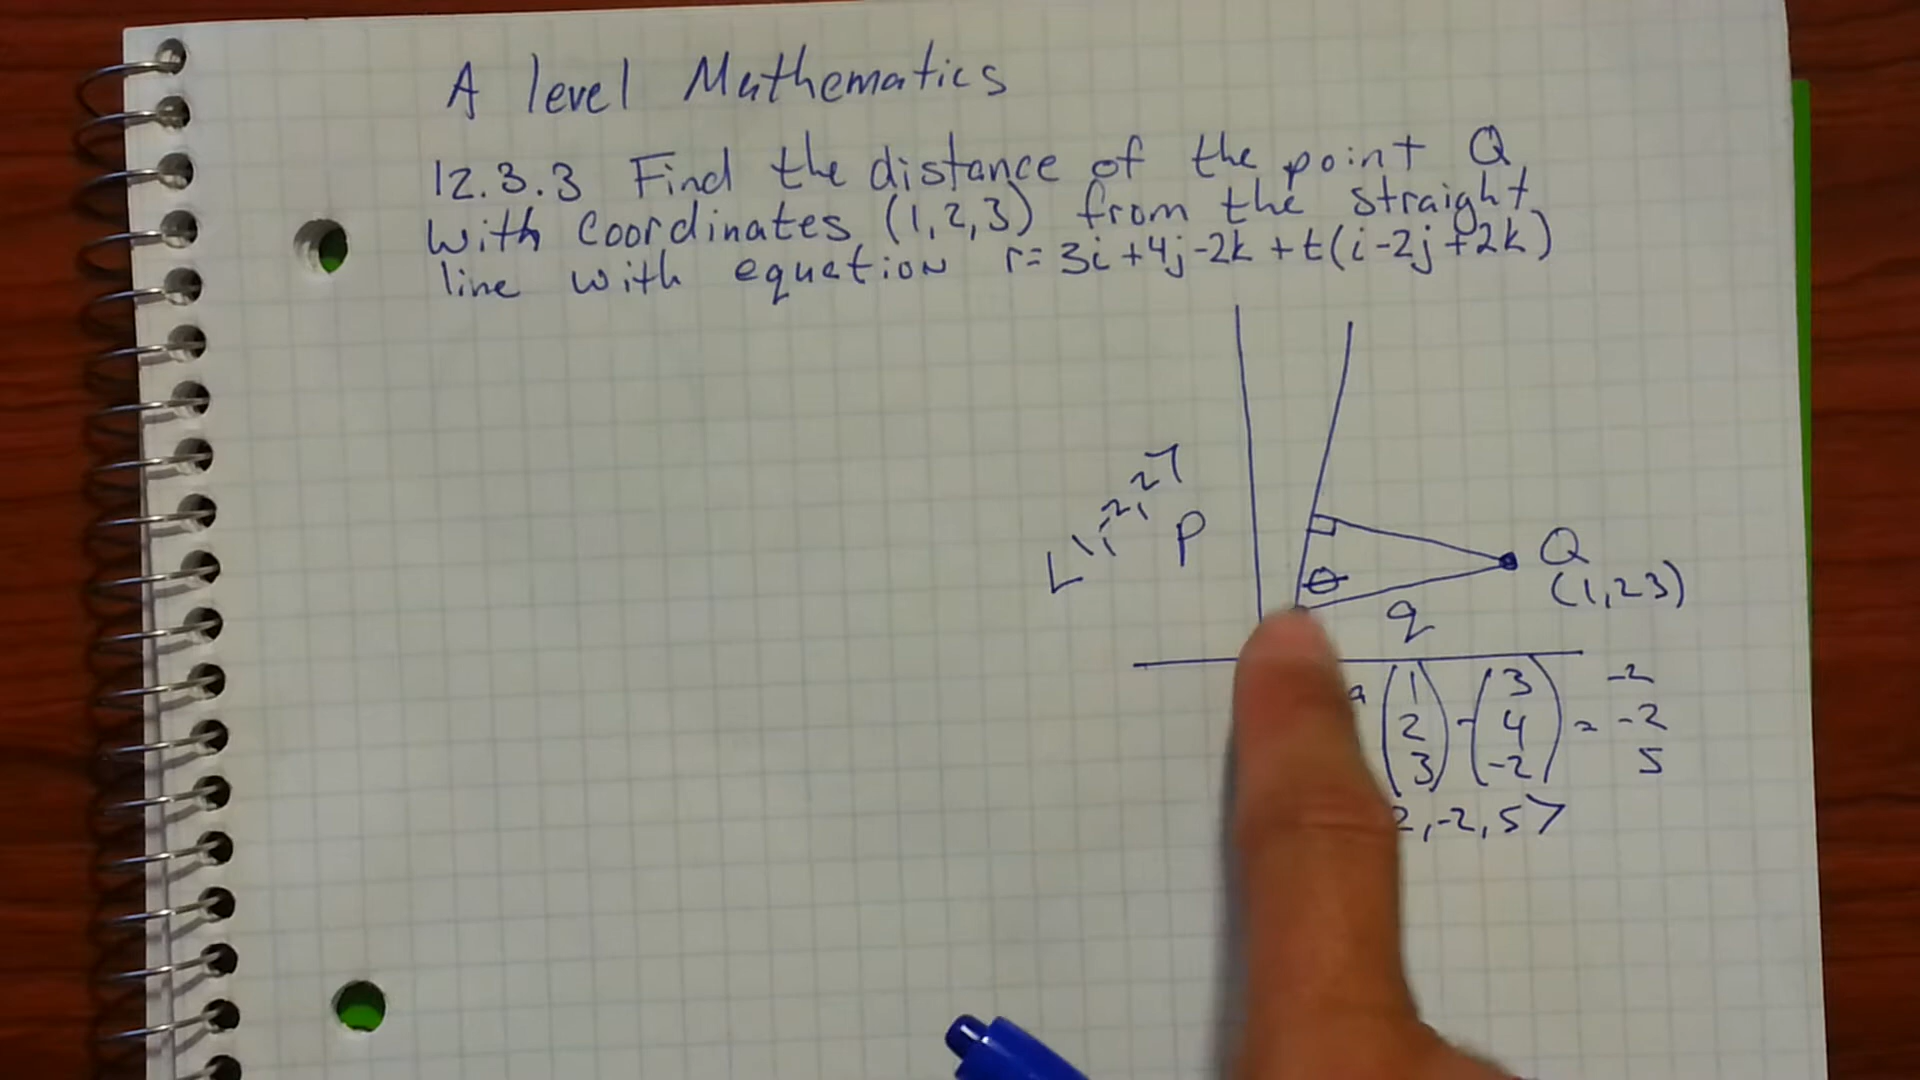 A level Mathematics
12.3.3 Find the distance of the point Q
with coordinates (1,2,3) from the straight
line with equation r=3i+4j-2k+t(i-2j+2k)
<1,-2,2>
P
Q
(1,2 3)
θ
q
(1 2 3) - (3 4 -2) = -2 -2 5
2,-2,5>